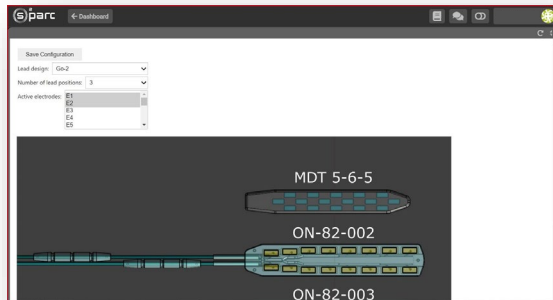 sparc
← Dashboard
Save Configuration
Lead design: Go-2
Number of lead positions: 3
Active electrodes: E1
E2
E3
E4
E5
MDT 5-6-5
ON-82-002
ON-82-003